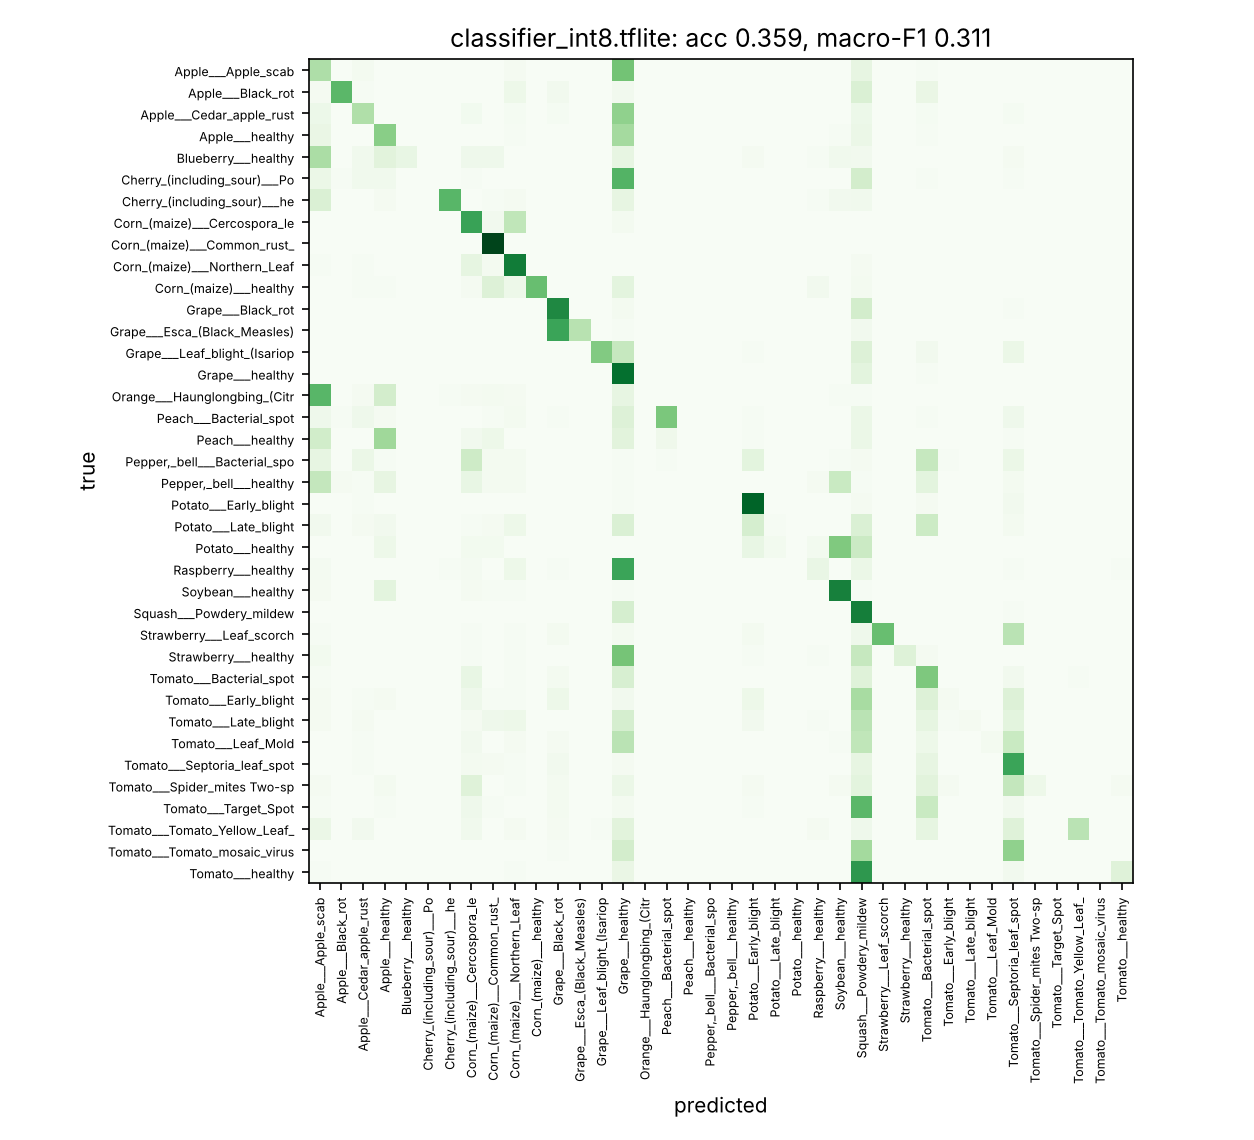 classifier_int8.tflite: acc 0.359, macro-F1 0.311
true
Apple___Apple_scab
Apple___Black_rot
Apple___Cedar_apple_rust
Apple___healthy
Blueberry___healthy
Cherry_(including_sour)___Po
Cherry_(including_sour)___he
Corn_(maize)___Cercospora_le
Corn_(maize)___Common_rust_
Corn_(maize)___Northern_Leaf
Corn_(maize)___healthy
Grape___Black_rot
Grape___Esca_(Black_Measles)
Grape___Leaf_blight_(Isariop
Grape___healthy
Orange___Haunglongbing_(Citr
Peach___Bacterial_spot
Peach___healthy
Pepper,_bell___Bacterial_spo
Pepper,_bell___healthy
Potato___Early_blight
Potato___Late_blight
Potato___healthy
Raspberry___healthy
Soybean___healthy
Squash___Powdery_mildew
Strawberry___Leaf_scorch
Strawberry___healthy
Tomato___Bacterial_spot
Tomato___Early_blight
Tomato___Late_blight
Tomato___Leaf_Mold
Tomato___Septoria_leaf_spot
Tomato___Spider_mites Two-sp
Tomato___Target_Spot
Tomato___Tomato_Yellow_Leaf_
Tomato___Tomato_mosaic_virus
Tomato___healthy
Apple___Apple_scab
Apple___Black_rot
Apple___Cedar_apple_rust
Apple___healthy
Blueberry___healthy
Cherry_(including_sour)___Po
Cherry_(including_sour)___he
Corn_(maize)___Cercospora_le
Corn_(maize)___Common_rust_
Corn_(maize)___Northern_Leaf
Corn_(maize)___healthy
Grape___Black_rot
Grape___Esca_(Black_Measles)
Grape___Leaf_blight_(Isariop
Grape___healthy
Orange___Haunglongbing_(Citr
Peach___Bacterial_spot
Peach___healthy
Pepper,_bell___Bacterial_spo
Pepper,_bell___healthy
Potato___Early_blight
Potato___Late_blight
Potato___healthy
Raspberry___healthy
Soybean___healthy
Squash___Powdery_mildew
Strawberry___Leaf_scorch
Strawberry___healthy
Tomato___Bacterial_spot
Tomato___Early_blight
Tomato___Late_blight
Tomato___Leaf_Mold
Tomato___Septoria_leaf_spot
Tomato___Spider_mites Two-sp
Tomato___Target_Spot
Tomato___Tomato_Yellow_Leaf_
Tomato___Tomato_mosaic_virus
Tomato___healthy
predicted